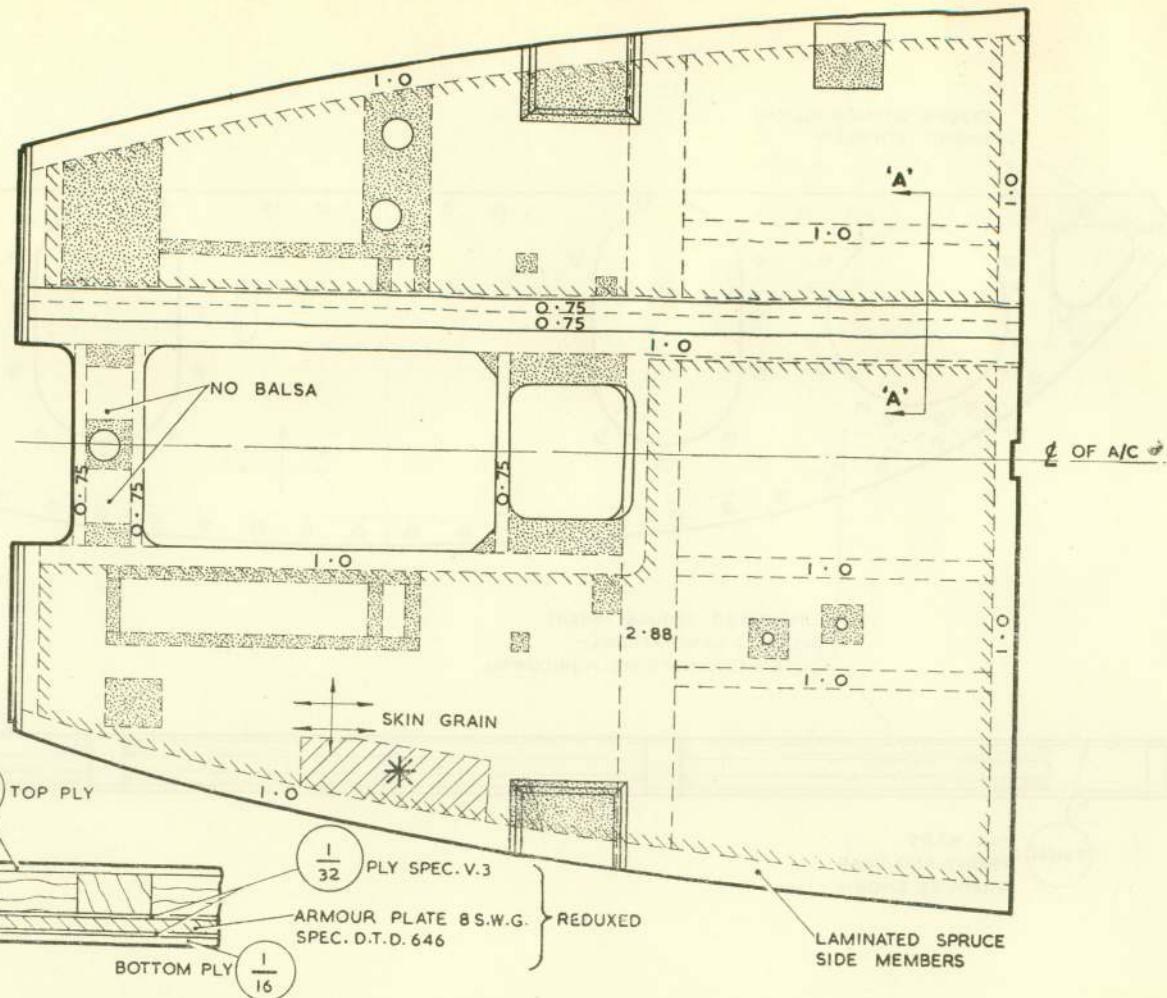 1·0
'A'
1·0
1·0
0·75
0·75
1·0
NO BALSA
'A'
0·75
0·75
0·75
℄ OF A/C
1·0
1·0
2·88
1·0
1·0
SKIN GRAIN
1·0
TOP PLY
1/32 PLY SPEC. V.3
ARMOUR PLATE 8 S.W.G.
SPEC. D.T.D. 646
REDUXED
BOTTOM PLY 1/16
LAMINATED SPRUCE
SIDE MEMBERS